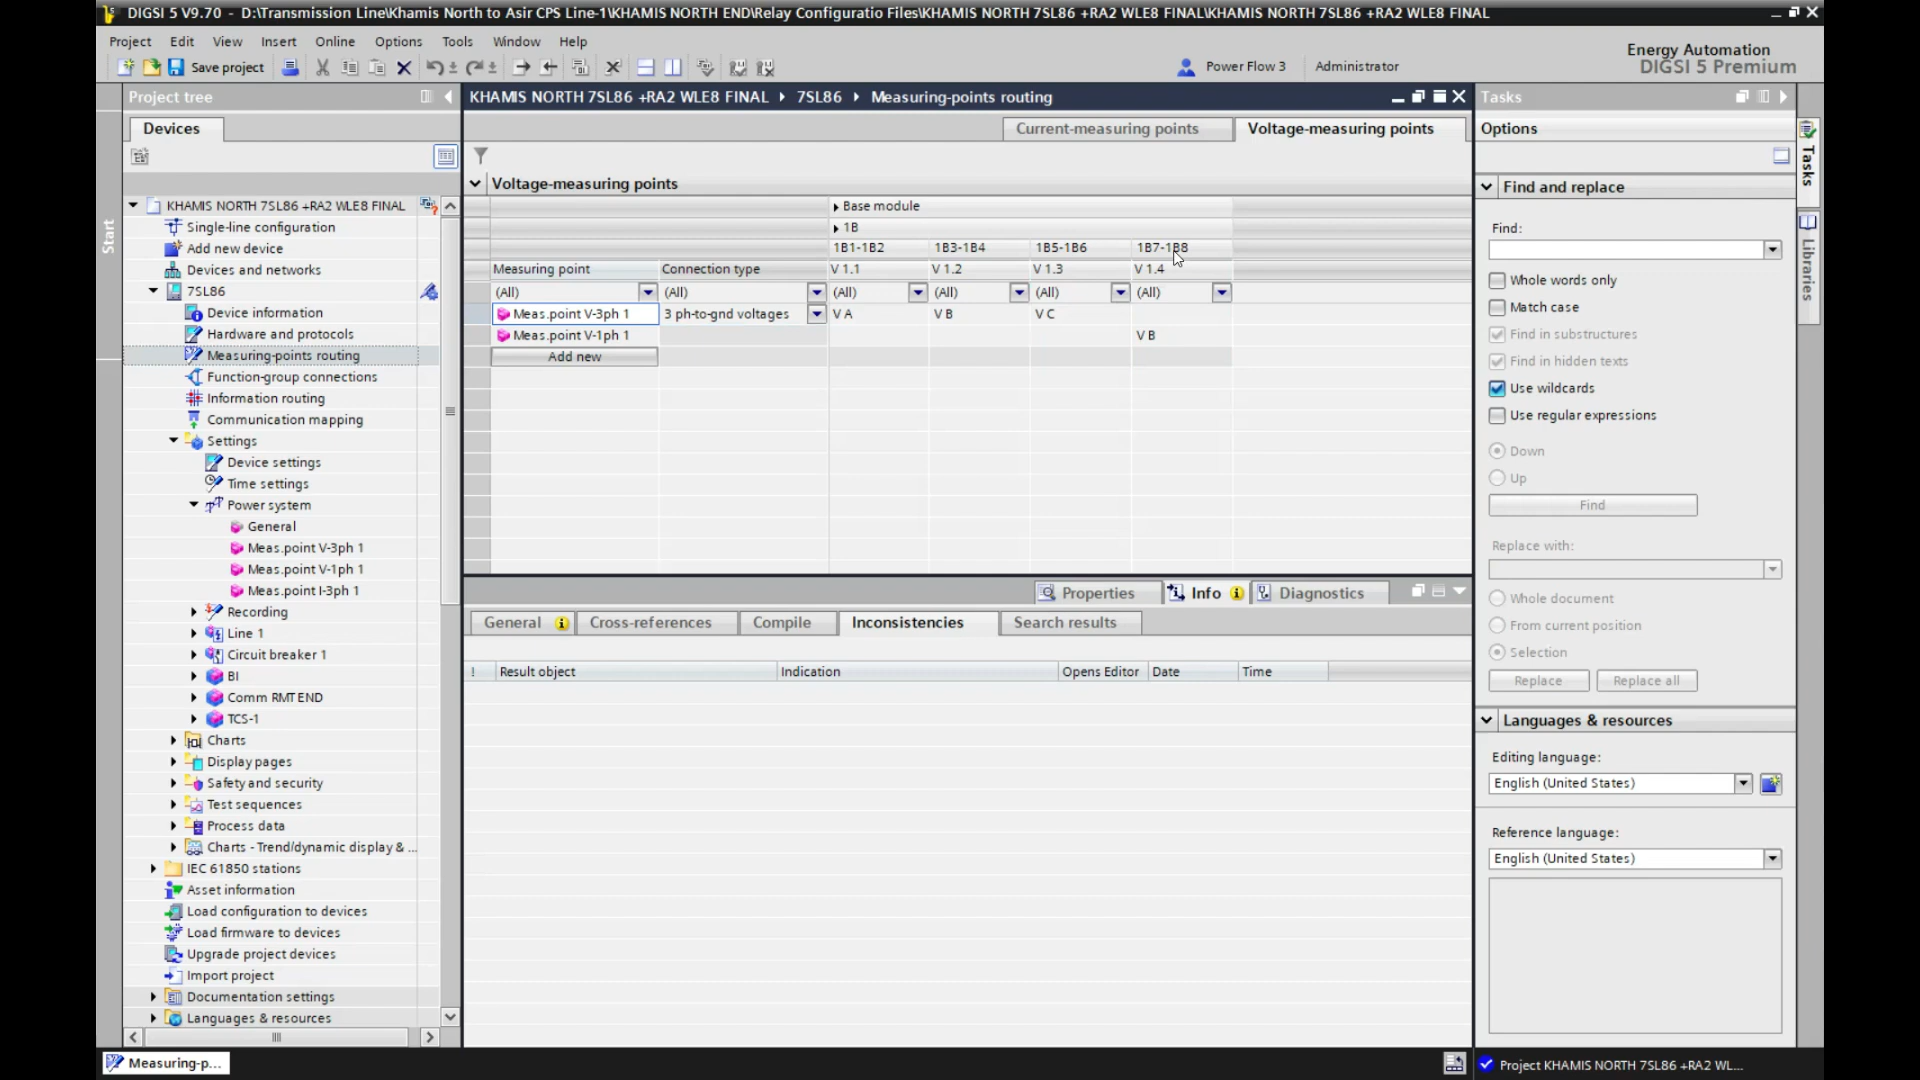 DIGSI 5 V9.70 - D:\Transmission Line\Khamis North to Asir CPS Line-1\KHAMIS NORTH END\Relay Configuratio Files\KHAMIS NORTH 7SL86 +RA2 WLE8 FINAL\KHAMIS NORTH 7SL86 +RA2 WLE8 FINAL
Project Edit View Insert Online Options Tools Window Help
Energy Automation
DIGSI 5 Premium
Save project
Power Flow 3 Administrator
Project tree
KHAMIS NORTH 7SL86 +RA2 WLE8 FINAL 7SL86 Measuring-points routing
Tasks
Devices
Current-measuring points Voltage-measuring points
Options
Start
KHAMIS NORTH 7SL86 +RA2 WLE8 FINAL
Single-line configuration
Add new device
Devices and networks
7SL86
Device information
Hardware and protocols
Measuring-points routing
Function-group connections
Information routing
Communication mapping
Settings
Device settings
Time settings
Power system
General
Meas.point V-3ph 1
Meas.point V-1ph 1
Meas.point I-3ph 1
Recording
Line 1
Circuit breaker 1
BI
Comm RMT END
TCS-1
Charts
Display pages
Safety and security
Test sequences
Process data
Charts - Trend/dynamic display & ...
IEC 61850 stations
Asset information
Load configuration to devices
Load firmware to devices
Upgrade project devices
Import project
Documentation settings
Languages & resources
Voltage-measuring points
Base module
1B
1B1-1B2 1B3-1B4 1B5-1B6 1B7-1B8
Measuring point Connection type V 1.1 V 1.2 V 1.3 V 1.4
(All) (All) (All) (All) (All) (All)
Meas.point V-3ph 1 3 ph-to-gnd voltages V A V B V C
Meas.point V-1ph 1 V B
Add new
Properties Info Diagnostics
General Cross-references Compile Inconsistencies Search results
! Result object Indication Opens Editor Date Time
Find and replace
Find:
Whole words only
Match case
Find in substructures
Find in hidden texts
Use wildcards
Use regular expressions
Down
Up
Find
Replace with:
Whole document
From current position
Selection
Replace Replace all
Languages & resources
Editing language:
English (United States)
Reference language:
English (United States)
Tasks
Libraries
Measuring-p...
Project KHAMIS NORTH 7SL86 +RA2 WL...